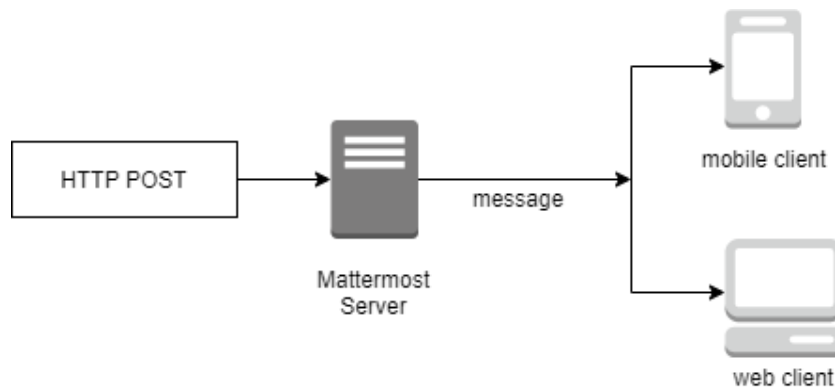 HTTP POST
Mattermost
Server
message
mobile client
web client